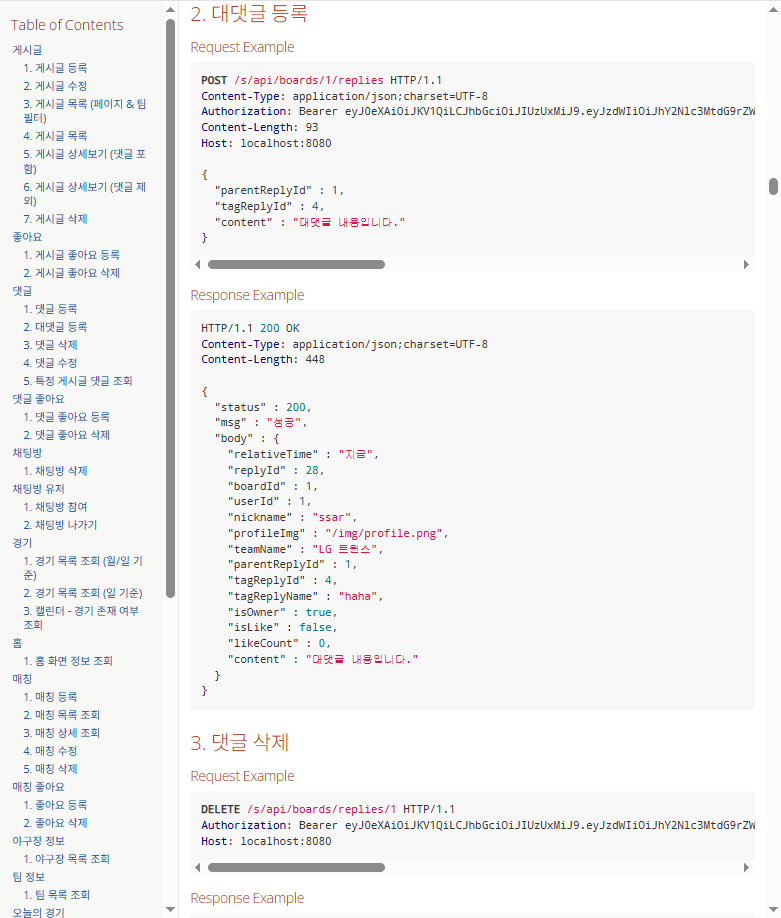 Table of Contents
게시글
1. 게시글 등록
2. 게시글 수정
3. 게시글 목록 (페이지 & 팀
필터)
4. 게시글 목록
5. 게시글 상세보기 (댓글 포
함)
6. 게시글 상세보기 (댓글 제
외)
7. 게시글 삭제
좋아요
1. 게시글 좋아요 등록
2. 게시글 좋아요 삭제
댓글
1. 댓글 등록
2. 대댓글 등록
3. 댓글 삭제
4. 댓글 수정
5. 특정 게시글 댓글 조회
댓글 좋아요
1. 댓글 좋아요 등록
2. 댓글 좋아요 삭제
채팅방
1. 채팅방 삭제
채팅방 유저
1. 채팅방 참여
2. 채팅방 나가기
경기
1. 경기 목록 조회 (월/일 기
준)
2. 경기 목록 조회 (일 기준)
3. 캘린더 - 경기 존재 여부
조회
홈
1. 홈 화면 정보 조회
매칭
1. 매칭 등록
2. 매칭 목록 조회
3. 매칭 상세 조회
4. 매칭 수정
5. 매칭 삭제
매칭 좋아요
1. 좋아요 등록
2. 좋아요 삭제
야구장 정보
1. 야구장 목록 조회
팀 정보
1. 팀 목록 조회
오늘의 경기
2. 대댓글 등록
Request Example
POST /s/api/boards/1/replies HTTP/1.1
Content-Type: application/json;charset=UTF-8
Authorization: Bearer eyJ0eXAiOiJKV1QiLCJhbGciOiJIUzUxMiJ9.eyJzdWIiOiJhY2Nlc3MtdG9rZW
Content-Length: 93
Host: localhost:8080
{
"parentReplyId" : 1,
"tagReplyId" : 4,
"content" : "대댓글 내용입니다."
}
Response Example
HTTP/1.1 200 OK
Content-Type: application/json;charset=UTF-8
Content-Length: 448
{
"status" : 200,
"msg" : "성공",
"body" : {
"relativeTime" : "지금",
"replyId" : 28,
"boardId" : 1,
"userId" : 1,
"nickname" : "ssar",
"profileImg" : "/img/profile.png",
"teamName" : "LG 트윈스",
"parentReplyId" : 1,
"tagReplyId" : 4,
"tagReplyName" : "haha",
"isOwner" : true,
"isLike" : false,
"likeCount" : 0,
"content" : "대댓글 내용입니다."
}
}
3. 댓글 삭제
Request Example
DELETE /s/api/boards/replies/1 HTTP/1.1
Authorization: Bearer eyJ0eXAiOiJKV1QiLCJhbGciOiJIUzUxMiJ9.eyJzdWIiOiJhY2Nlc3MtdG9rZW
Host: localhost:8080
Response Example